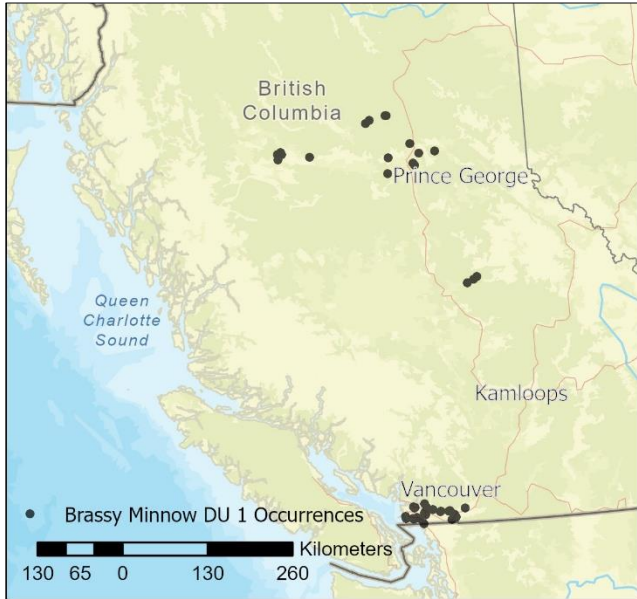 British
Columbia
Prince George
Queen
Charlotte
Sound
Kamloops
Vancouver
Brassy Minnow DU 1 Occurrences
Kilometers
130 65 0 130 260